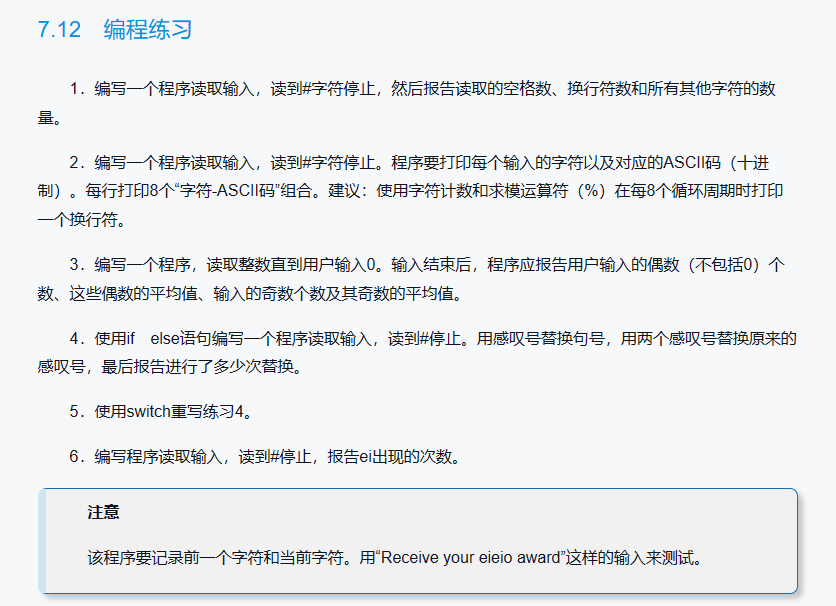 7.12　编程练习
1．编写一个程序读取输入，读到#字符停止，然后报告读取的空格数、换行符数和所有其他字符的数
量。
2．编写一个程序读取输入，读到#字符停止。程序要打印每个输入的字符以及对应的ASCII码（十进
制）。每行打印8个“字符-ASCII码”组合。建议：使用字符计数和求模运算符（%）在每8个循环周期时打印
一个换行符。
3．编写一个程序，读取整数直到用户输入0。输入结束后，程序应报告用户输入的偶数（不包括0）个
数、这些偶数的平均值、输入的奇数个数及其奇数的平均值。
4．使用if　else语句编写一个程序读取输入，读到#停止。用感叹号替换句号，用两个感叹号替换原来的
感叹号，最后报告进行了多少次替换。
5．使用switch重写练习4。
6．编写程序读取输入，读到#停止，报告ei出现的次数。
注意
该程序要记录前一个字符和当前字符。用“Receive your eieio award”这样的输入来测试。